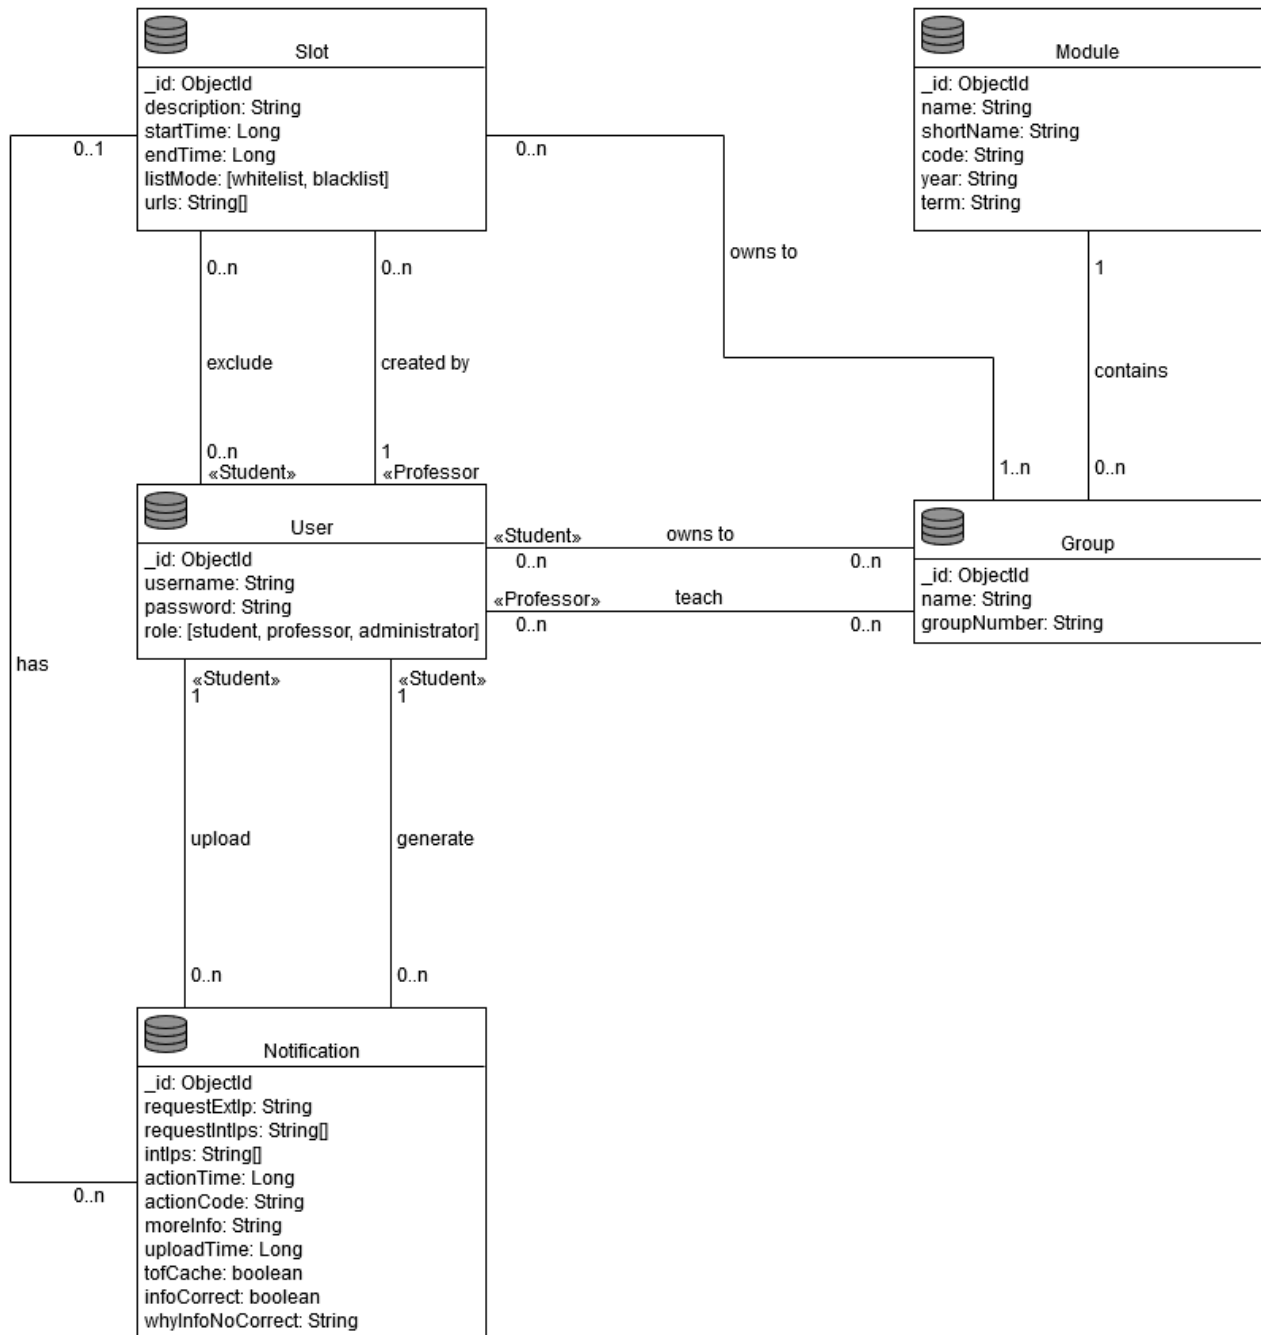 Slot
_id: ObjectId
description: String
startTime: Long
endTime: Long
listMode: [whitelist, blacklist]
urls: String[]
Module
_id: ObjectId
name: String
shortName: String
code: String
year: String
term: String
0..1
0..n
owns to
0..n
0..n
1
exclude
created by
contains
0..n
1
1..n
0..n
«Student»
«Professor
User
_id: ObjectId
username: String
password: String
role: [student, professor, administrator]
«Student»
owns to
0..n
0..n
«Professor»
teach
0..n
0..n
Group
_id: ObjectId
name: String
groupNumber: String
has
«Student»
1
«Student»
1
upload
generate
0..n
0..n
Notification
_id: ObjectId
requestExtIp: String
requestIntIps: String[]
intIps: String[]
actionTime: Long
actionCode: String
moreInfo: String
uploadTime: Long
tofCache: boolean
infoCorrect: boolean
whyInfoNoCorrect: String
0..n